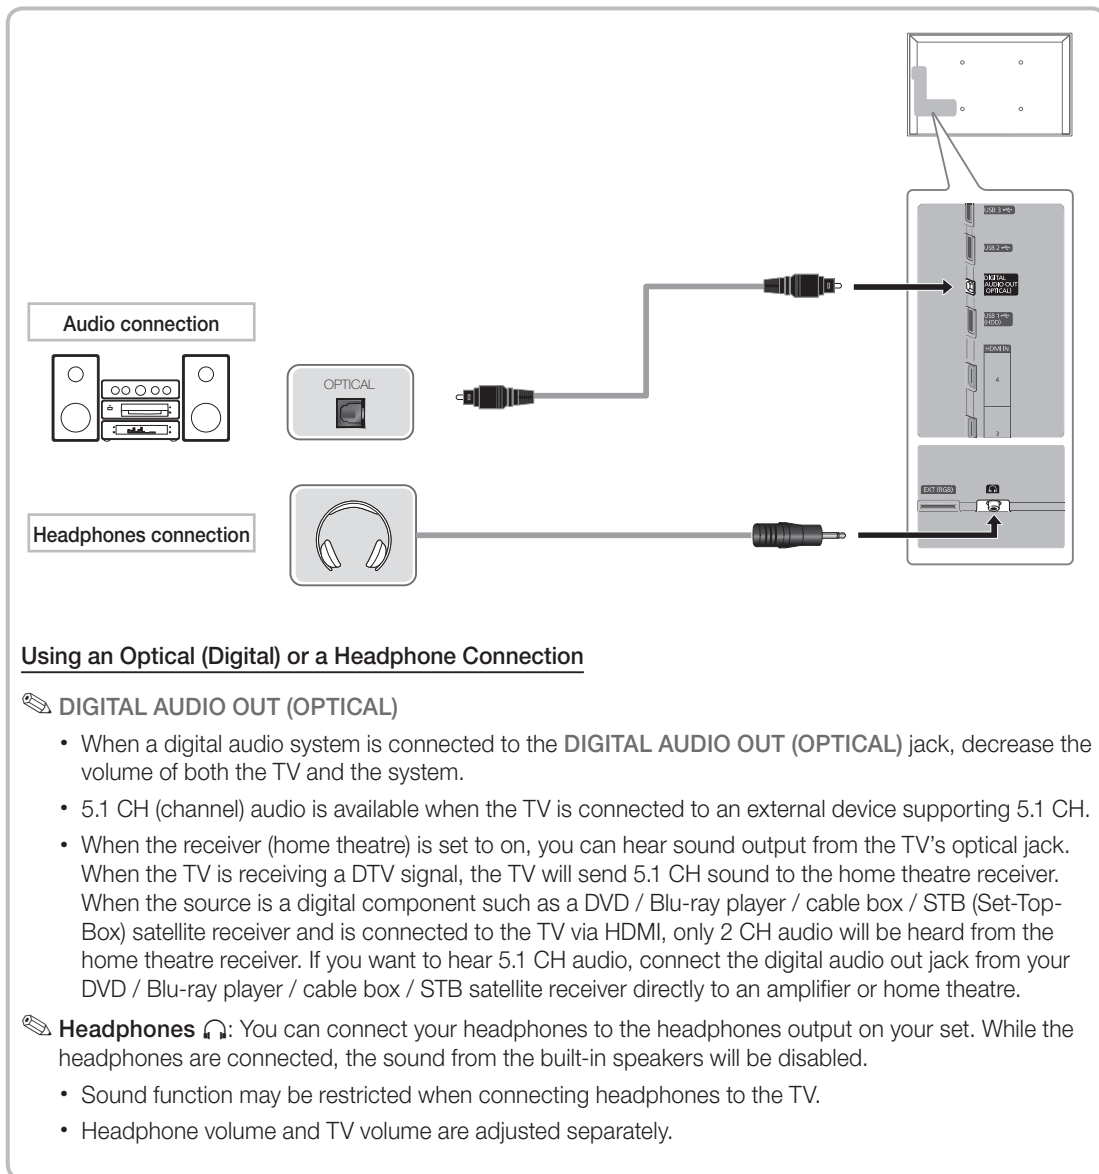 USB 3
USB 2
DIGITAL
AUDIO OUT
(OPTICAL)
USB 1
(HDD)
HDMI IN
4
3
Audio connection
OPTICAL
EXT (RGB)
Headphones connection
Using an Optical (Digital) or a Headphone Connection
DIGITAL AUDIO OUT (OPTICAL)
• When a digital audio system is connected to the DIGITAL AUDIO OUT (OPTICAL) jack, decrease the
volume of both the TV and the system.
• 5.1 CH (channel) audio is available when the TV is connected to an external device supporting 5.1 CH.
• When the receiver (home theatre) is set to on, you can hear sound output from the TV’s optical jack.
When the TV is receiving a DTV signal, the TV will send 5.1 CH sound to the home theatre receiver.
When the source is a digital component such as a DVD / Blu-ray player / cable box / STB (Set-Top-
Box) satellite receiver and is connected to the TV via HDMI, only 2 CH audio will be heard from the
home theatre receiver. If you want to hear 5.1 CH audio, connect the digital audio out jack from your
DVD / Blu-ray player / cable box / STB satellite receiver directly to an amplifier or home theatre.
Headphones : You can connect your headphones to the headphones output on your set. While the
headphones are connected, the sound from the built-in speakers will be disabled.
• Sound function may be restricted when connecting headphones to the TV.
• Headphone volume and TV volume are adjusted separately.